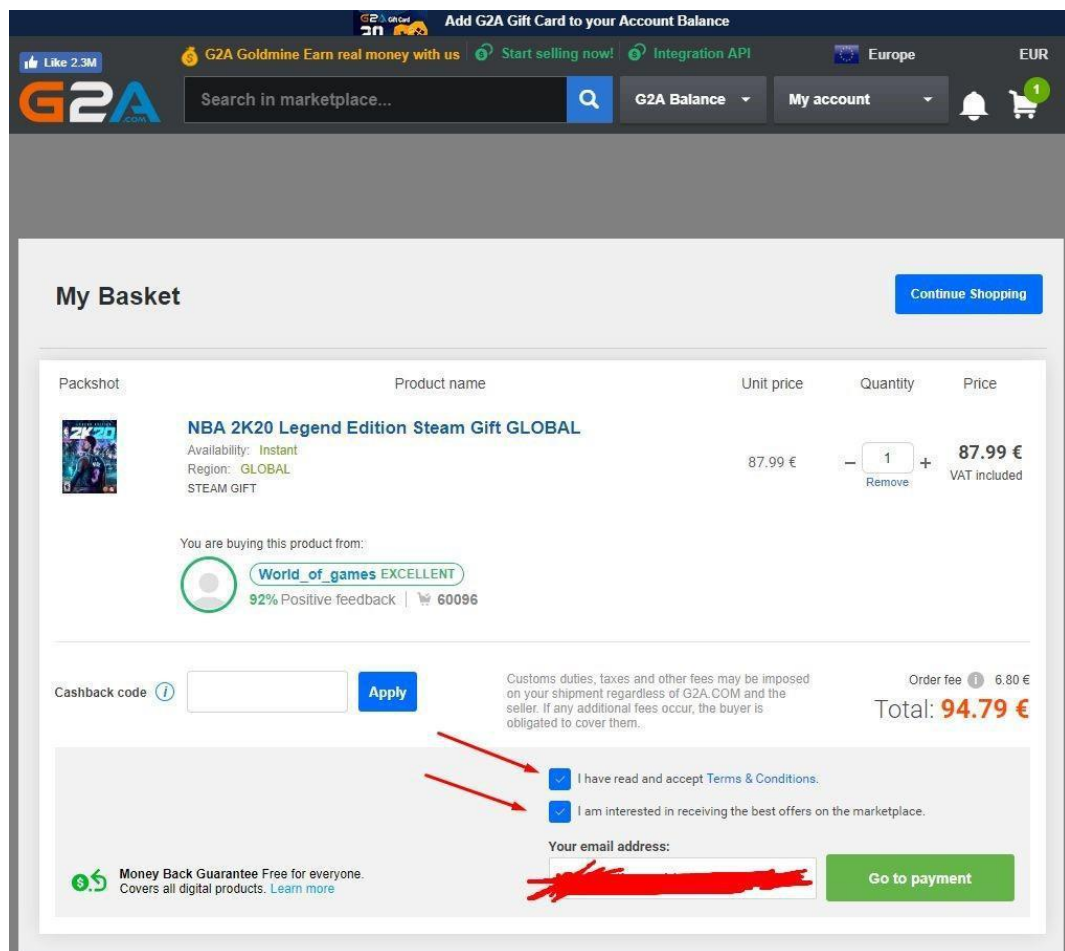 G2A Gift Card
20
Add G2A Gift Card to your Account Balance
Like 2.3M
G2A Goldmine Earn real money with us
Start selling now!
Integration API
Europe
EUR
G2A
.COM
Search in marketplace...
G2A Balance
My account
1
My Basket
Continue Shopping
Packshot
Product name
Unit price
Quantity
Price
2K20
NBA 2K20 Legend Edition Steam Gift GLOBAL
Availability: Instant
Region: GLOBAL
STEAM GIFT
87.99 €
1
Remove
87.99 €
VAT included
You are buying this product from:
World_of_games EXCELLENT
92% Positive feedback | 60096
Cashback code
Apply
Customs duties, taxes and other fees may be imposed
on your shipment regardless of G2A.COM and the
seller. If any additional fees occur, the buyer is
obligated to cover them.
Order fee 6.80 €
Total: 94.79 €
I have read and accept Terms & Conditions.
I am interested in receiving the best offers on the marketplace.
Your email address:
Money Back Guarantee Free for everyone.
Covers all digital products. Learn more
Go to payment